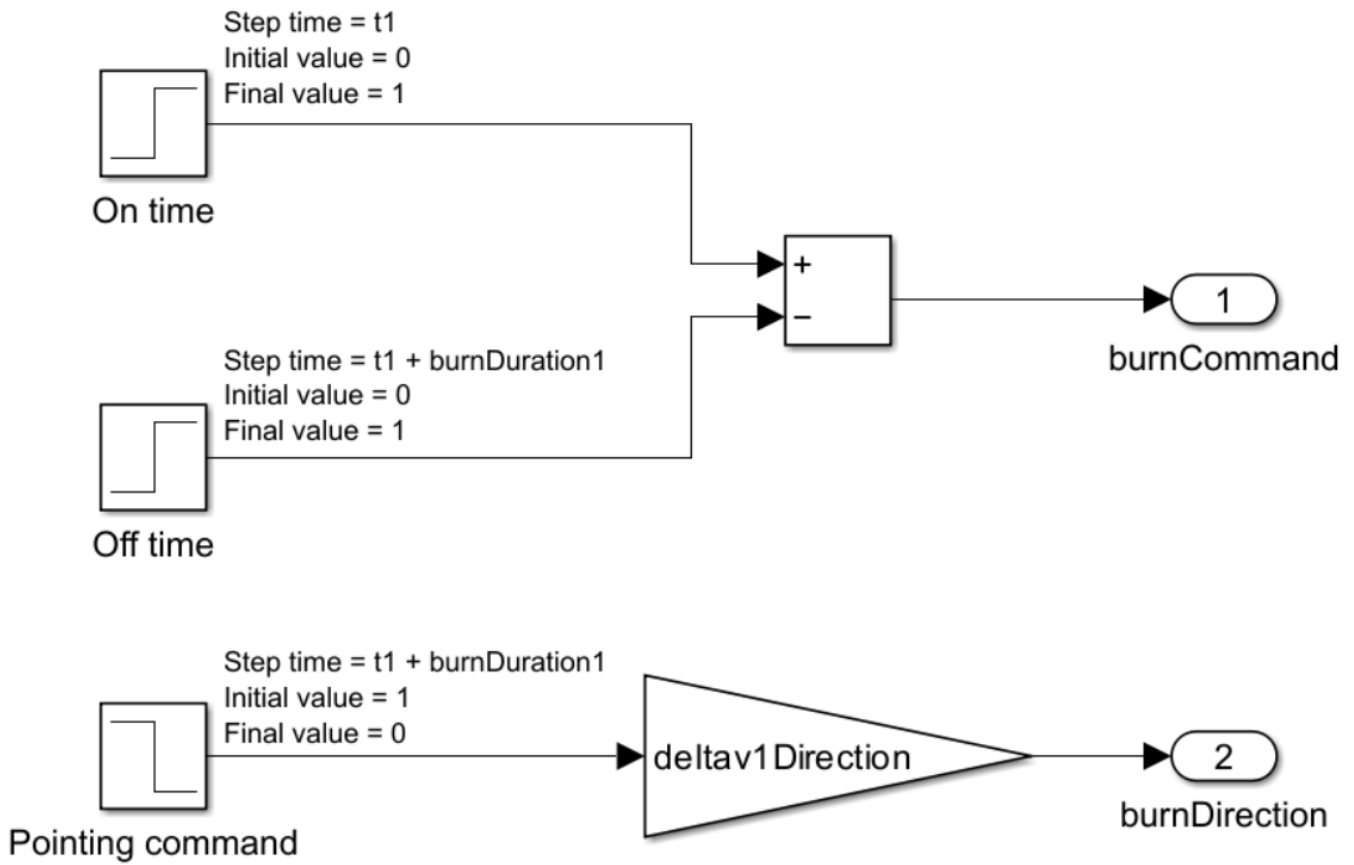 Step time = t1
Initial value = 0
Final value = 1
On time
+
−
1
burnCommand
Step time = t1 + burnDuration1
Initial value = 0
Final value = 1
Off time
Step time = t1 + burnDuration1
Initial value = 1
Final value = 0
deltav1Direction
2
burnDirection
Pointing command